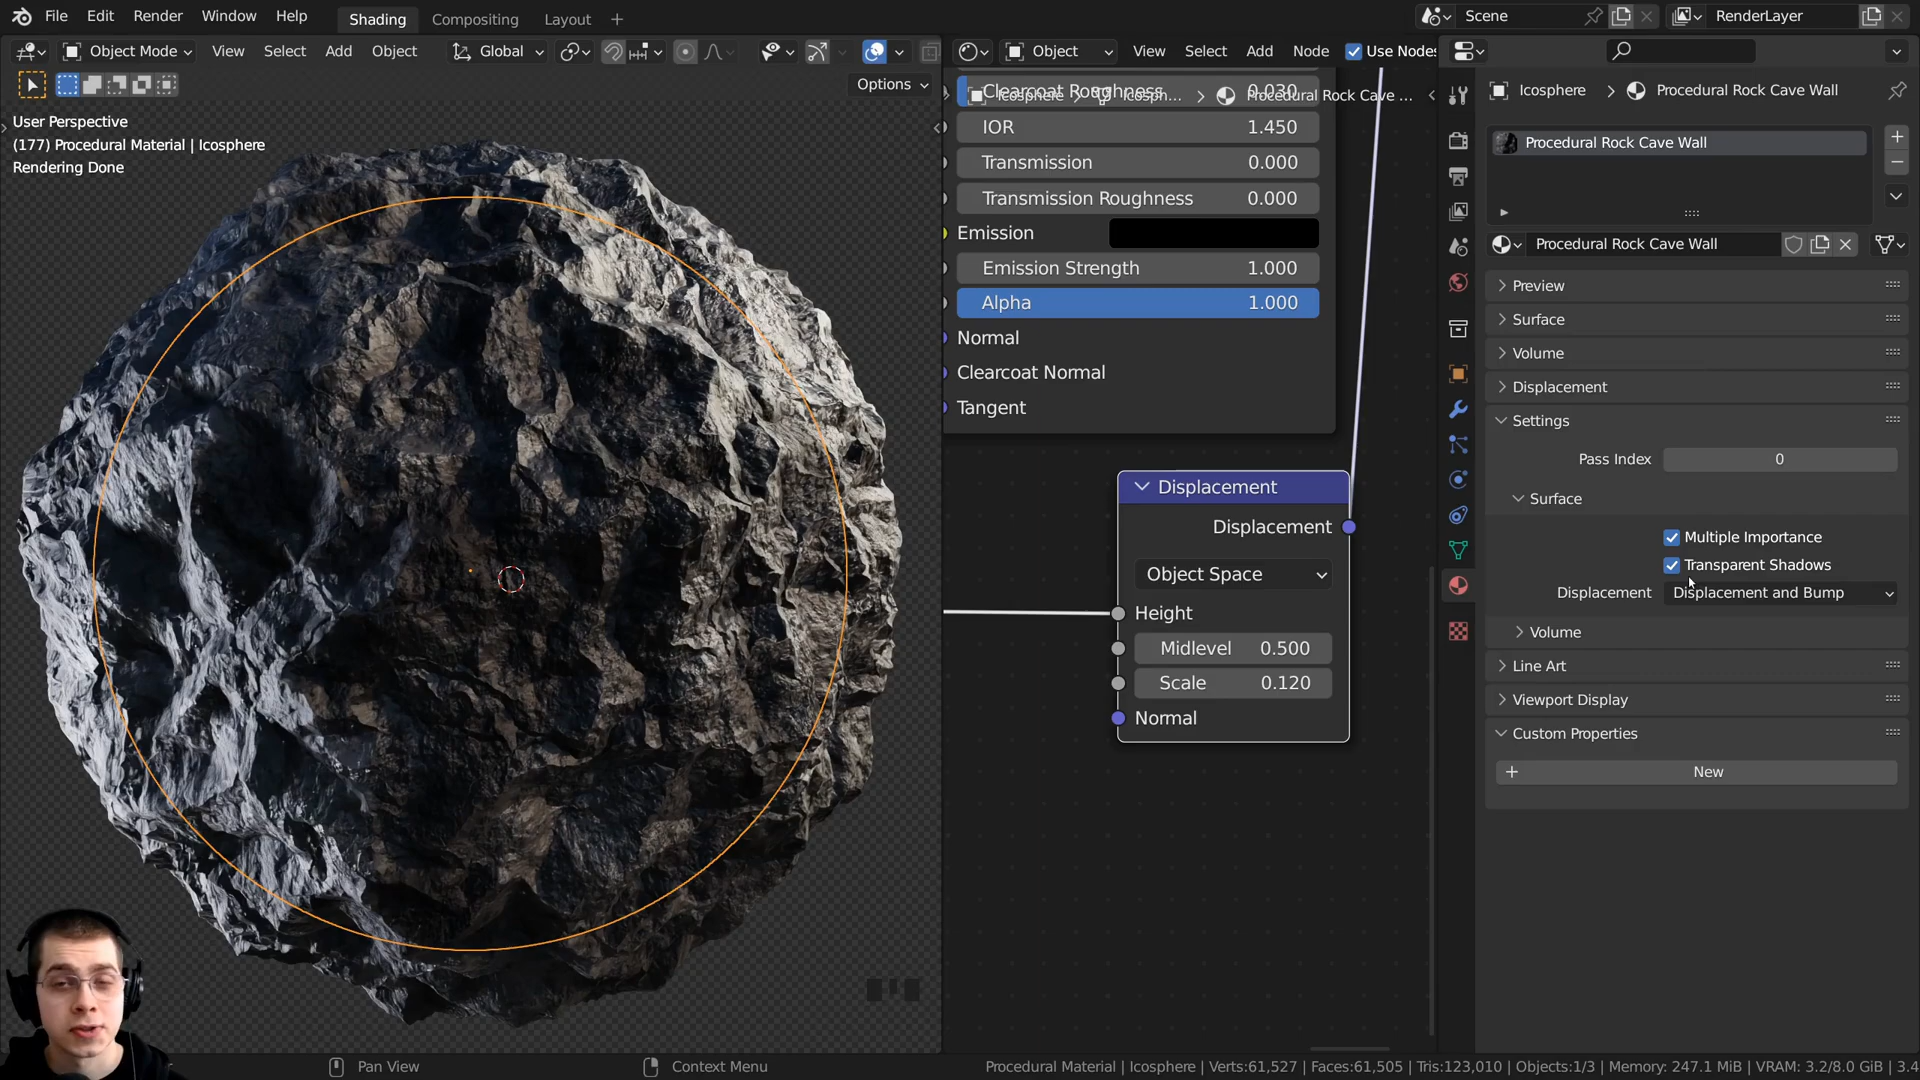 File Edit Render Window Help Shading Compositing Layout Scene RenderLayer
Object Mode View Select Add Object Global Object View Select Add Node Use Nodes
Options
User Perspective
(177) Procedural Material | Icosphere
Rendering Done
Clearcoat Roughness 0.030
Icosphere > Icosph... > Procedural Rock Cave ...
IOR 1.450
Transmission 0.000
Transmission Roughness 0.000
Emission
Emission Strength 1.000
Alpha 1.000
Normal
Clearcoat Normal
Tangent
Displacement
Displacement
Object Space
Height
Midlevel 0.500
Scale 0.120
Normal
Icosphere > Procedural Rock Cave Wall
Procedural Rock Cave Wall
Procedural Rock Cave Wall
Preview
Surface
Volume
Displacement
Settings
Pass Index 0
Surface
Multiple Importance
Transparent Shadows
Displacement Displacement and Bump
Volume
Line Art
Viewport Display
Custom Properties
New
Pan View Context Menu Procedural Material | Icosphere | Verts:61,527 | Faces:61,505 | Tris:123,010 | Objects:1/3 | Memory: 247.1 MiB | VRAM: 3.2/8.0 GiB | 3.4